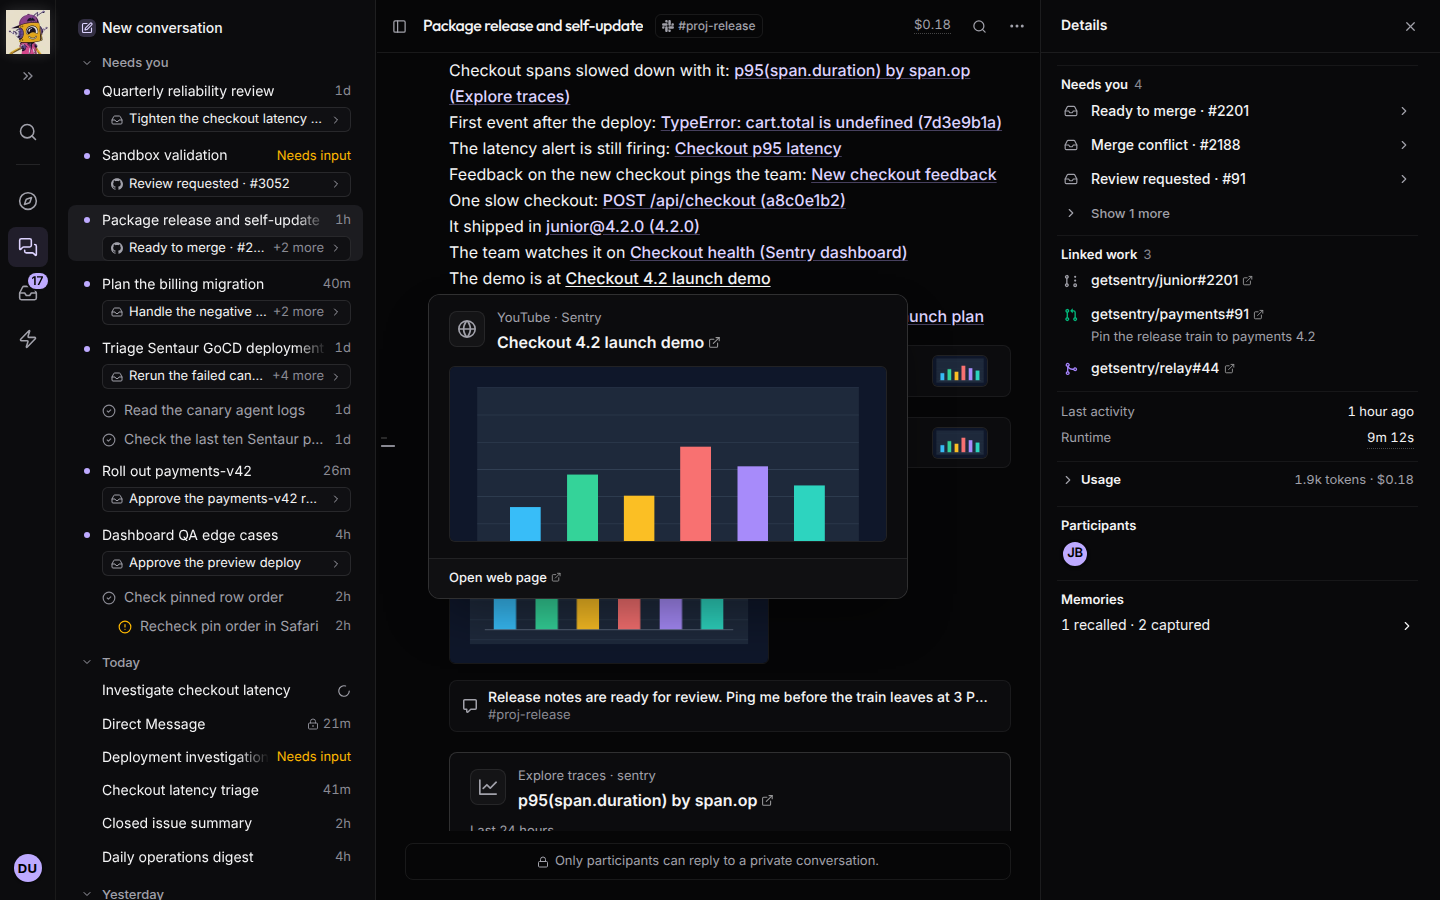 New conversation
Needs you
Quarterly reliability review 1d
Tighten the checkout latency ...
Sandbox validation Needs input
Review requested · #3052
Package release and self-update 1h
Ready to merge · #2... +2 more
Plan the billing migration 40m
Handle the negative ... +2 more
Triage Sentaur GoCD deployment 1d
Rerun the failed can... +4 more
Read the canary agent logs 1d
Check the last ten Sentaur p... 1d
Roll out payments-v42 26m
Approve the payments-v42 r...
Dashboard QA edge cases 4h
Approve the preview deploy
Check pinned row order 2h
Recheck pin order in Safari 2h
Today
Investigate checkout latency
Direct Message 21m
Deployment investigation Needs input
Checkout latency triage 41m
Closed issue summary 2h
Daily operations digest 4h
Yesterday
17
DU
Package release and self-update #proj-release $0.18
Checkout spans slowed down with it: p95(span.duration) by span.op
(Explore traces)
First event after the deploy: TypeError: cart.total is undefined (7d3e9b1a)
The latency alert is still firing: Checkout p95 latency
Feedback on the new checkout pings the team: New checkout feedback
One slow checkout: POST /api/checkout (a8c0e1b2)
It shipped in junior@4.2.0 (4.2.0)
The team watches it on Checkout health (Sentry dashboard)
The demo is at Checkout 4.2 launch demo
unch plan
YouTube · Sentry
Checkout 4.2 launch demo
Open web page
Release notes are ready for review. Ping me before the train leaves at 3 P...
#proj-release
Explore traces · sentry
p95(span.duration) by span.op
Last 24 hours
Only participants can reply to a private conversation.
Details
Needs you 4
Ready to merge · #2201
Merge conflict · #2188
Review requested · #91
Show 1 more
Linked work 3
getsentry/junior#2201
getsentry/payments#91
Pin the release train to payments 4.2
getsentry/relay#44
Last activity 1 hour ago
Runtime 9m 12s
Usage 1.9k tokens · $0.18
Participants
JB
Memories
1 recalled · 2 captured